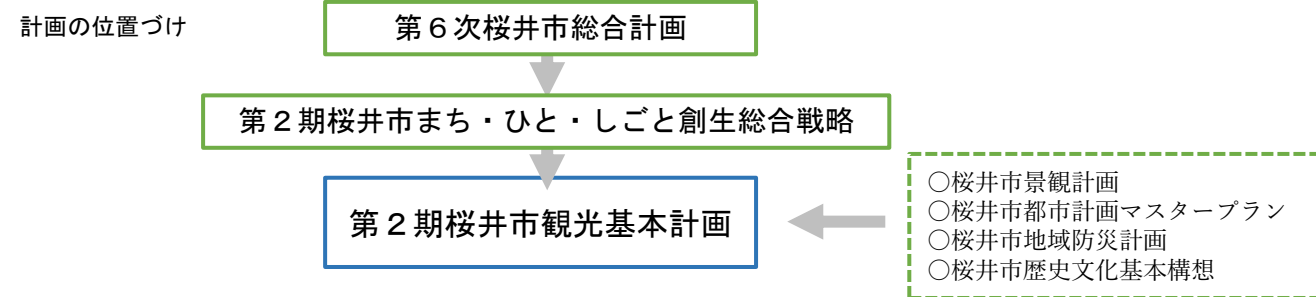 計画の位置づけ
第６次桜井市総合計画
第２期桜井市まち・ひと・しごと創生総合戦略
第２期桜井市観光基本計画
○桜井市景観計画
○桜井市都市計画マスタープラン
○桜井市地域防災計画
○桜井市歴史文化基本構想